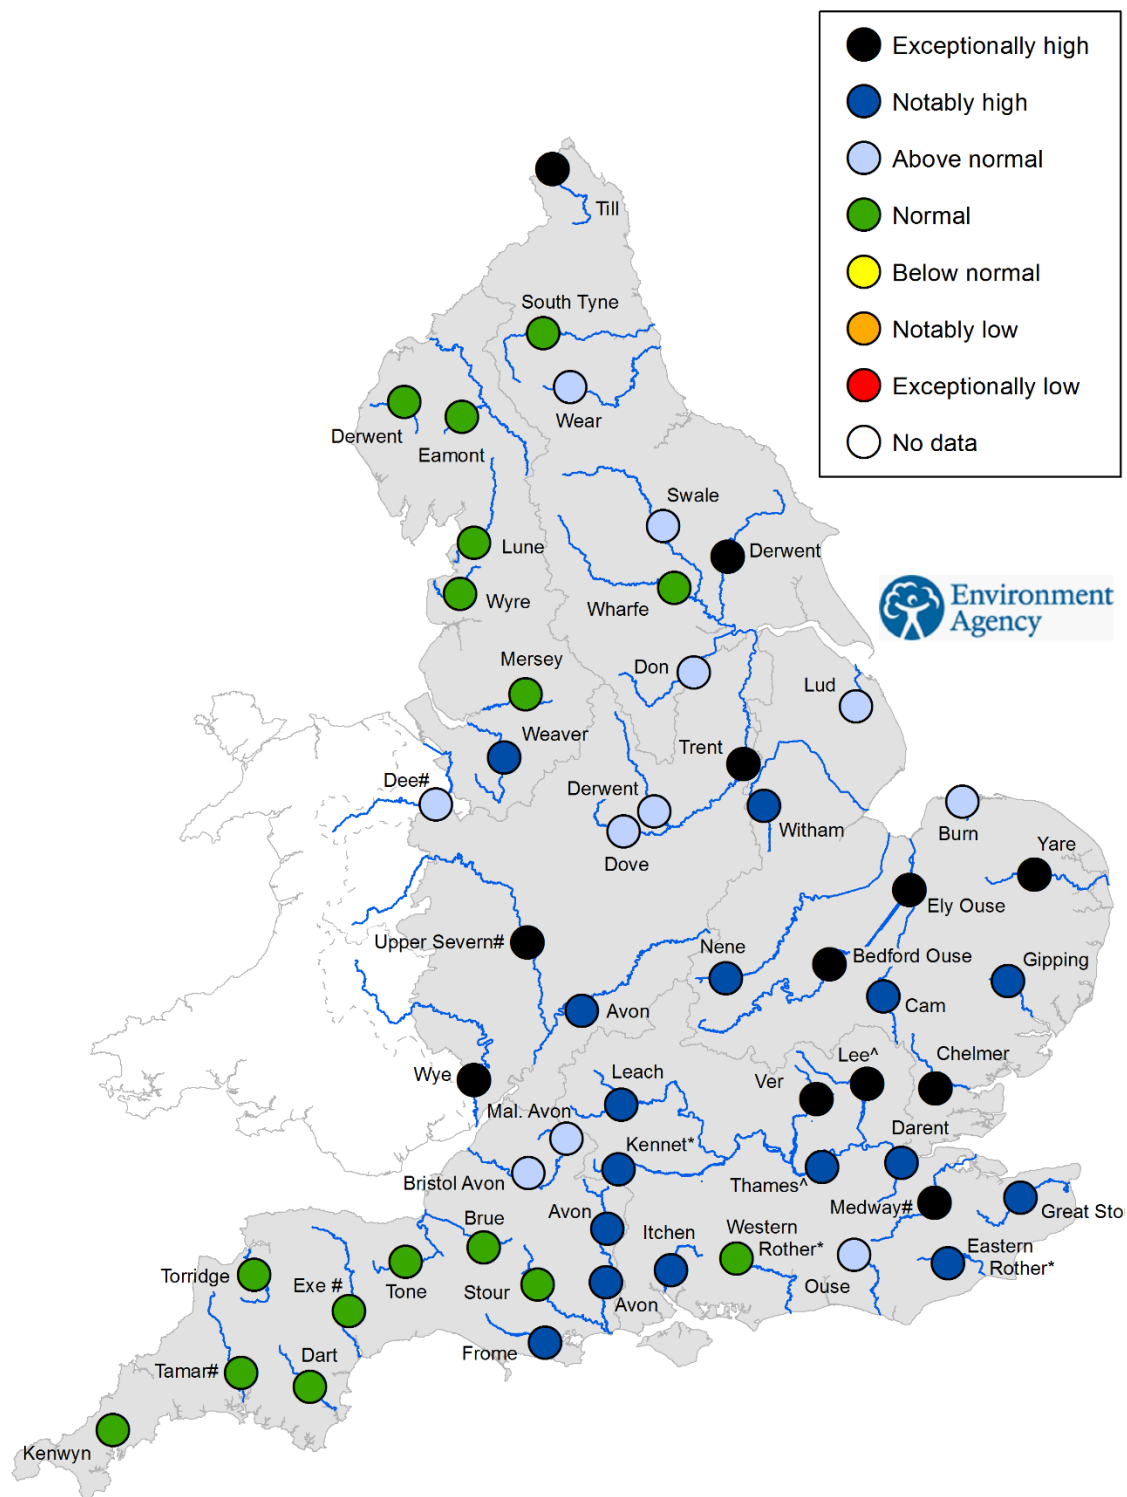 Exceptionally high
Notably high
Above normal
Normal
Below normal
Notably low
Exceptionally low
No data
Till
South Tyne
Wear
Derwent
Eamont
Swale
Lune
Derwent
Wyre
Wharfe
Environment
Agency
Mersey
Don
Lud
Weaver
Trent
Dee#
Derwent
Witham
Burn
Dove
Yare
Ely Ouse
Upper Severn#
Nene
Bedford Ouse
Gipping
Avon
Cam
Wye
Leach
Ver
Lee^
Chelmer
Mal. Avon
Darent
Kennet*
Bristol Avon
Thames^
Medway#
Great Sto
Brue
Avon
Itchen
Western
Rother*
Eastern
Rother*
Torridge
Exe #
Tone
Stour
Avon
Ouse
Frome
Tamar#
Dart
Kenwyn